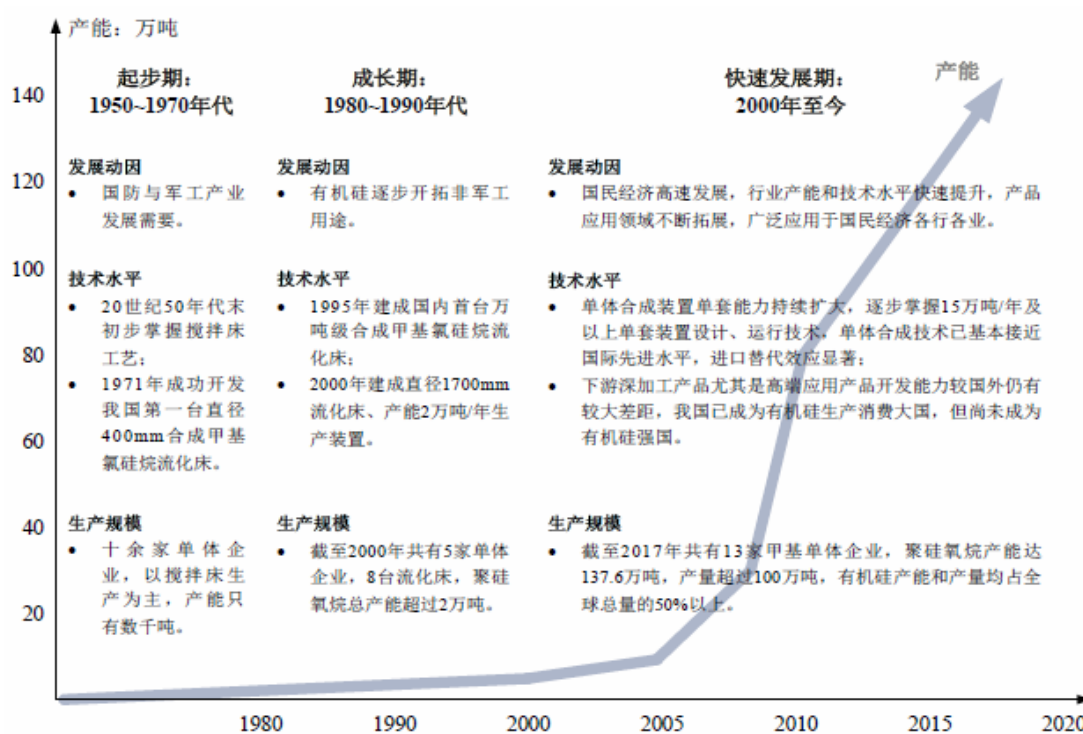 产能：万吨
140
120
100
80
60
40
20
起步期：
1950~1970年代
发展动因
• 国防与军工产业
发展需要。
技术水平
• 20世纪50年代末
初步掌握搅拌床
工艺；
• 1971年成功开发
我国第一台直径
400mm合成甲基
氯硅烷流化床。
生产规模
• 十余家单体企
业，以搅拌床生
产为主，产能只
有数千吨。
成长期：
1980~1990年代
发展动因
• 有机硅逐步开拓非军工
用途。
技术水平
• 1995年建成国内首台万
吨级合成甲基氯硅烷流
化床；
• 2000年建成直径1700mm
流化床、产能2万吨/年生
产装置。
生产规模
• 截至2000年共有5家单体
企业，8台流化床，聚硅
氧烷总产能超过2万吨。
快速发展期：
2000年至今
产能
发展动因
• 国民经济高速发展，行业产能和技术水平快速提升，产品
应用领域不断拓展，广泛应用于国民经济各行各业。
技术水平
• 单体合成装置单套能力持续扩大，逐步掌握15万吨/年及
以上单套装置设计、运行技术，单体合成技术已基本接近
国际先进水平，进口替代效应显著；
• 下游深加工产品尤其是高端应用产品开发能力较国外仍有
较大差距，我国已成为有机硅生产消费大国，但尚未成为
有机硅强国。
生产规模
• 截至2017年共有13家甲基单体企业，聚硅氧烷产能达
137.6万吨，产量超过100万吨，有机硅产能和产量均占全
球总量的50%以上。
1980
1990
2000
2005
2010
2015
2020